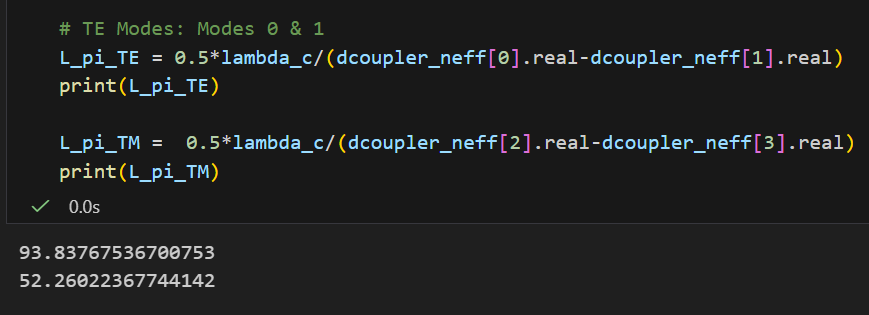 # TE Modes: Modes 0 & 1
L_pi_TE = 0.5*lambda_c/(dcoupler_neff[0].real-dcoupler_neff[1].real)
print(L_pi_TE)
L_pi_TM =  0.5*lambda_c/(dcoupler_neff[2].real-dcoupler_neff[3].real)
print(L_pi_TM)
0.0s
93.83767536700753
52.26022367744142